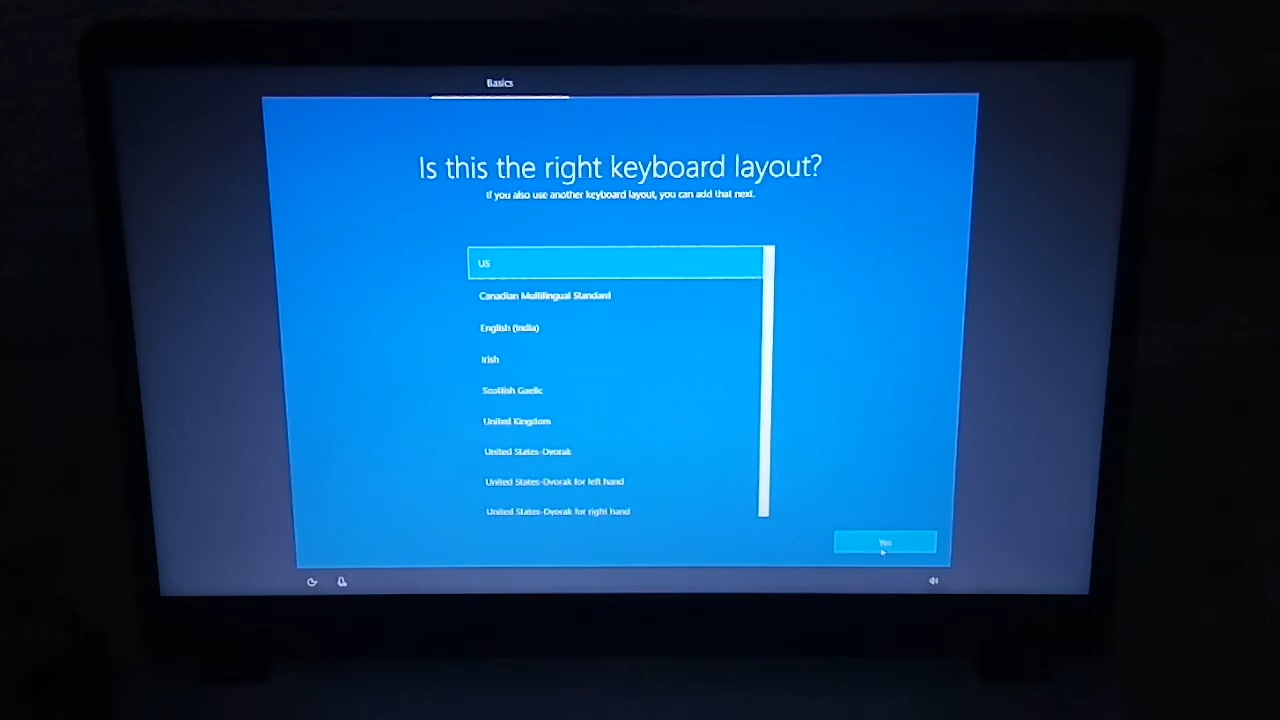 Basics
Is this the right keyboard layout?
If you also use another keyboard layout, you can add that next.
US
Canadian Multilingual Standard
English (India)
Irish
Scottish Gaelic
United Kingdom
United States-Dvorak
United States-Dvorak for left hand
United States-Dvorak for right hand
Yes